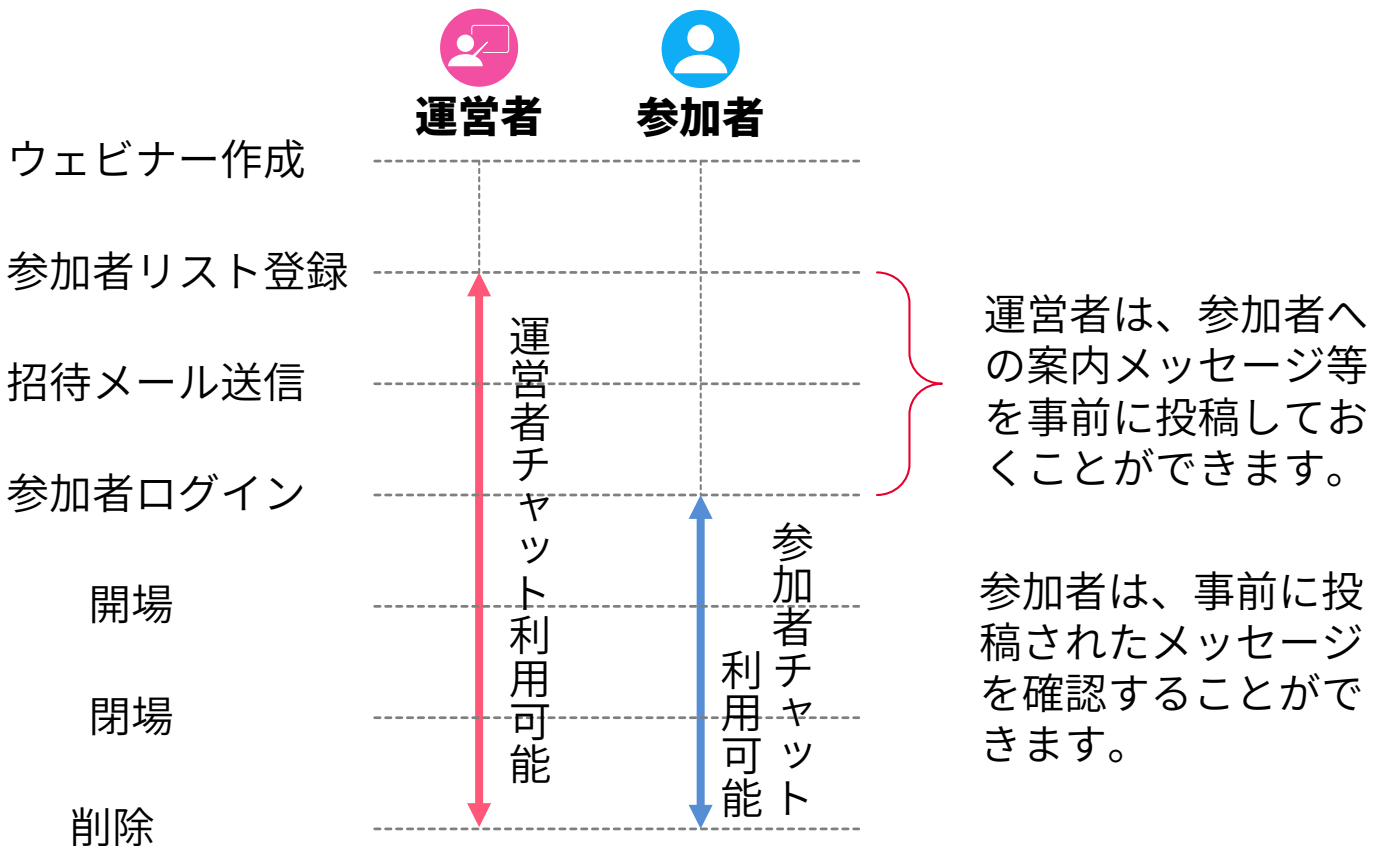 運営者
参加者
ウェビナー作成
参加者リスト登録
招待メール送信
参加者ログイン
開場
閉場
削除
運営者チャット利用可能
参加者チャット
利用可能
運営者は、参加者へ
の案内メッセージ等
を事前に投稿してお
くことができます。
参加者は、事前に投
稿されたメッセージ
を確認することがで
きます。